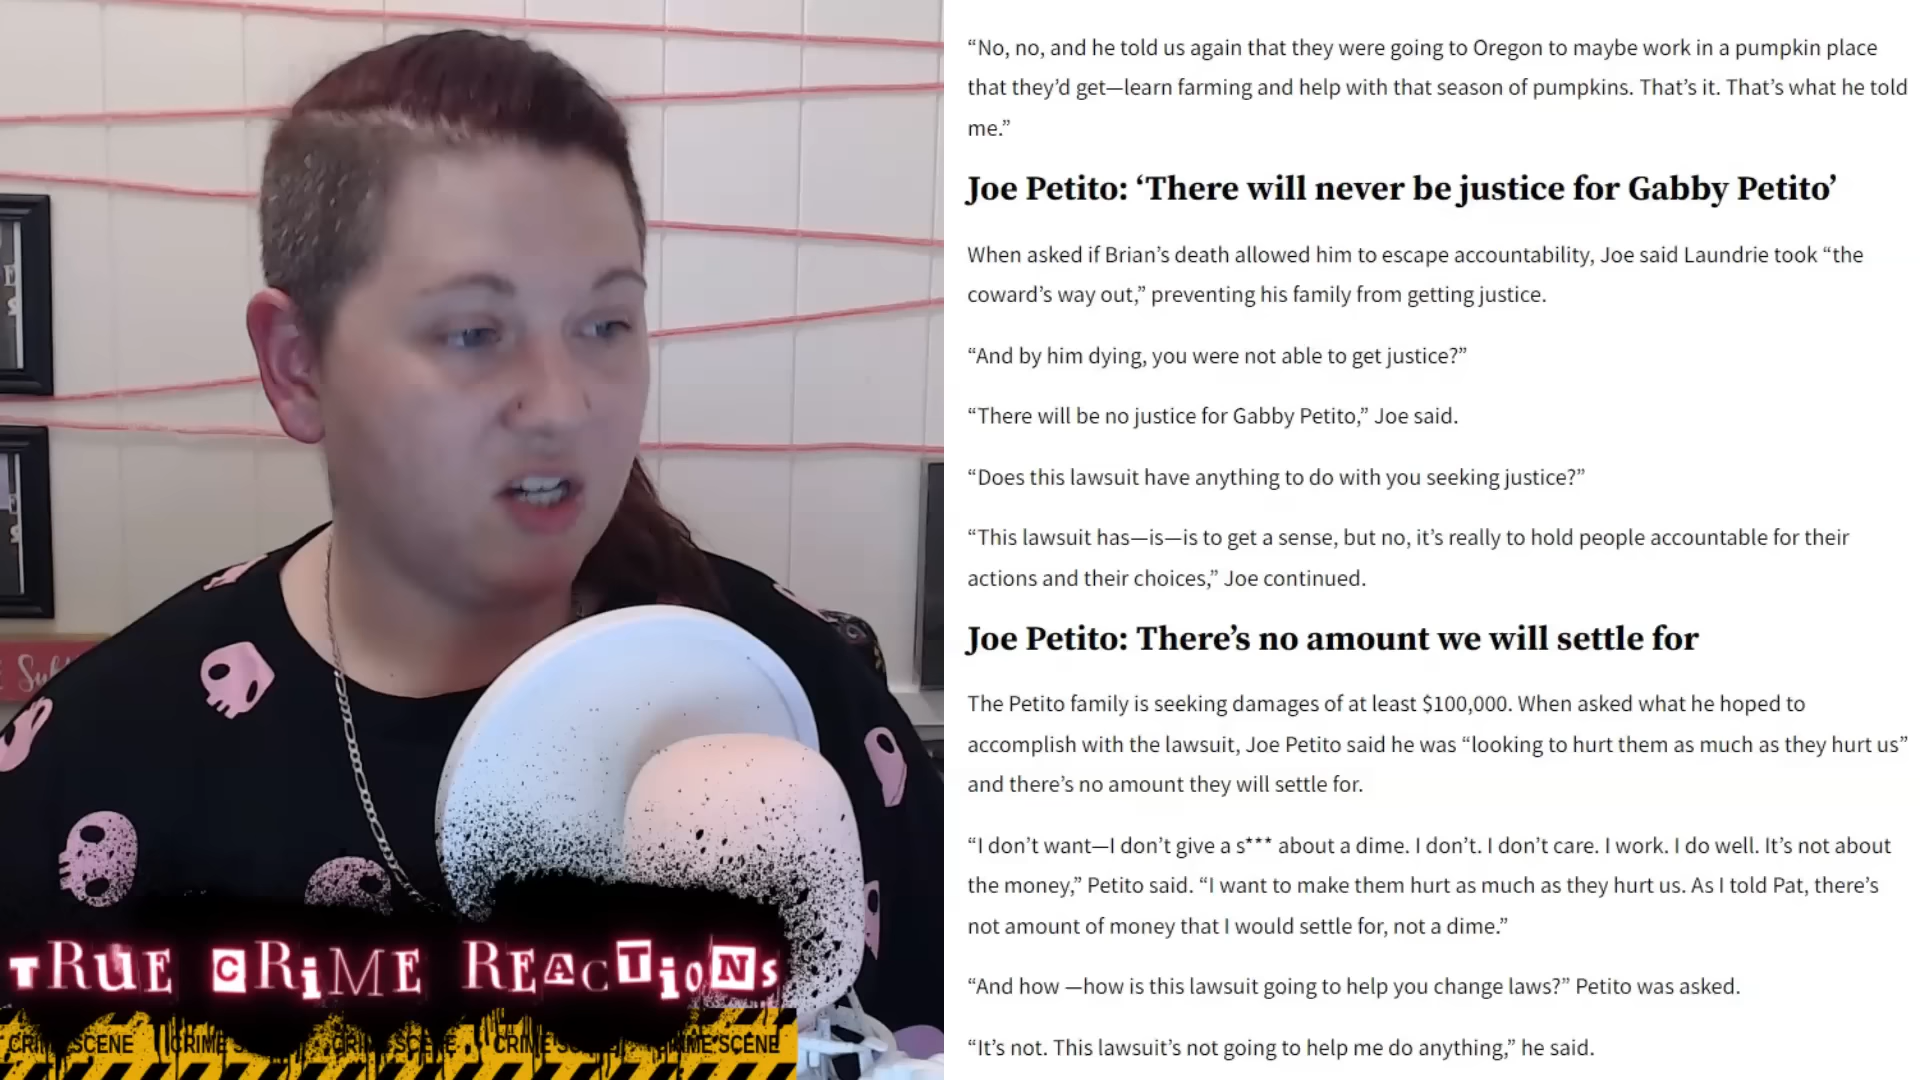 “No, no, and he told us again that they were going to Oregon to maybe work in a pumpkin place
that they’d get—learn farming and help with that season of pumpkins. That’s it. That’s what he told
me.”
Joe Petito: ‘There will never be justice for Gabby Petito’
When asked if Brian’s death allowed him to escape accountability, Joe said Laundrie took “the
coward’s way out,” preventing his family from getting justice.
“And by him dying, you were not able to get justice?”
“There will be no justice for Gabby Petito,” Joe said.
“Does this lawsuit have anything to do with you seeking justice?”
“This lawsuit has—is—is to get a sense, but no, it’s really to hold people accountable for their
actions and their choices,” Joe continued.
Joe Petito: There’s no amount we will settle for
The Petito family is seeking damages of at least $100,000. When asked what he hoped to
accomplish with the lawsuit, Joe Petito said he was “looking to hurt them as much as they hurt us”
and there’s no amount they will settle for.
“I don’t want—I don’t give a s*** about a dime. I don’t. I don’t care. I work. I do well. It’s not about
the money,” Petito said. “I want to make them hurt as much as they hurt us. As I told Pat, there’s
not amount of money that I would settle for, not a dime.”
“And how —how is this lawsuit going to help you change laws?” Petito was asked.
“It’s not. This lawsuit’s not going to help me do anything,” he said.
TRUE CRiME REACTioNs
CRIME SCENE CRIME SCENE CRIME SCENE CRIME SCENE